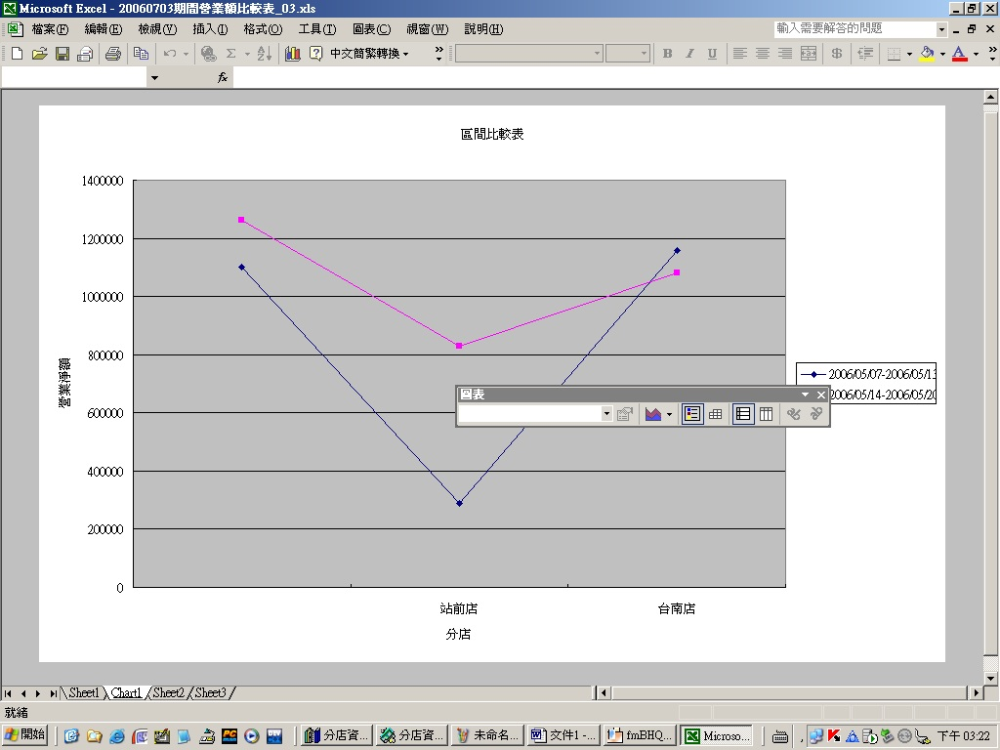 Microsoft Excel - 20060703期間營業額比較表_03.xls
檔案(F) 編輯(E) 檢視(V) 插入(I) 格式(O) 工具(T) 圖表(C) 視窗(W) 說明(H) 輸入需要解答的問題
中文簡繁轉換 B I U $ A
fx
區間比較表
1400000
1200000
1000000
800000
600000
400000
200000
0
營業淨額
2006/05/07-2006/05/13
2006/05/14-2006/05/20
圖表
站前店 台南店
分店
Sheet1 Chart1 Sheet2 Sheet3
就緒
開始 分店資... 分店資... 未命名... 文件1 -... fmBHQ... Microso... 下午 03:22